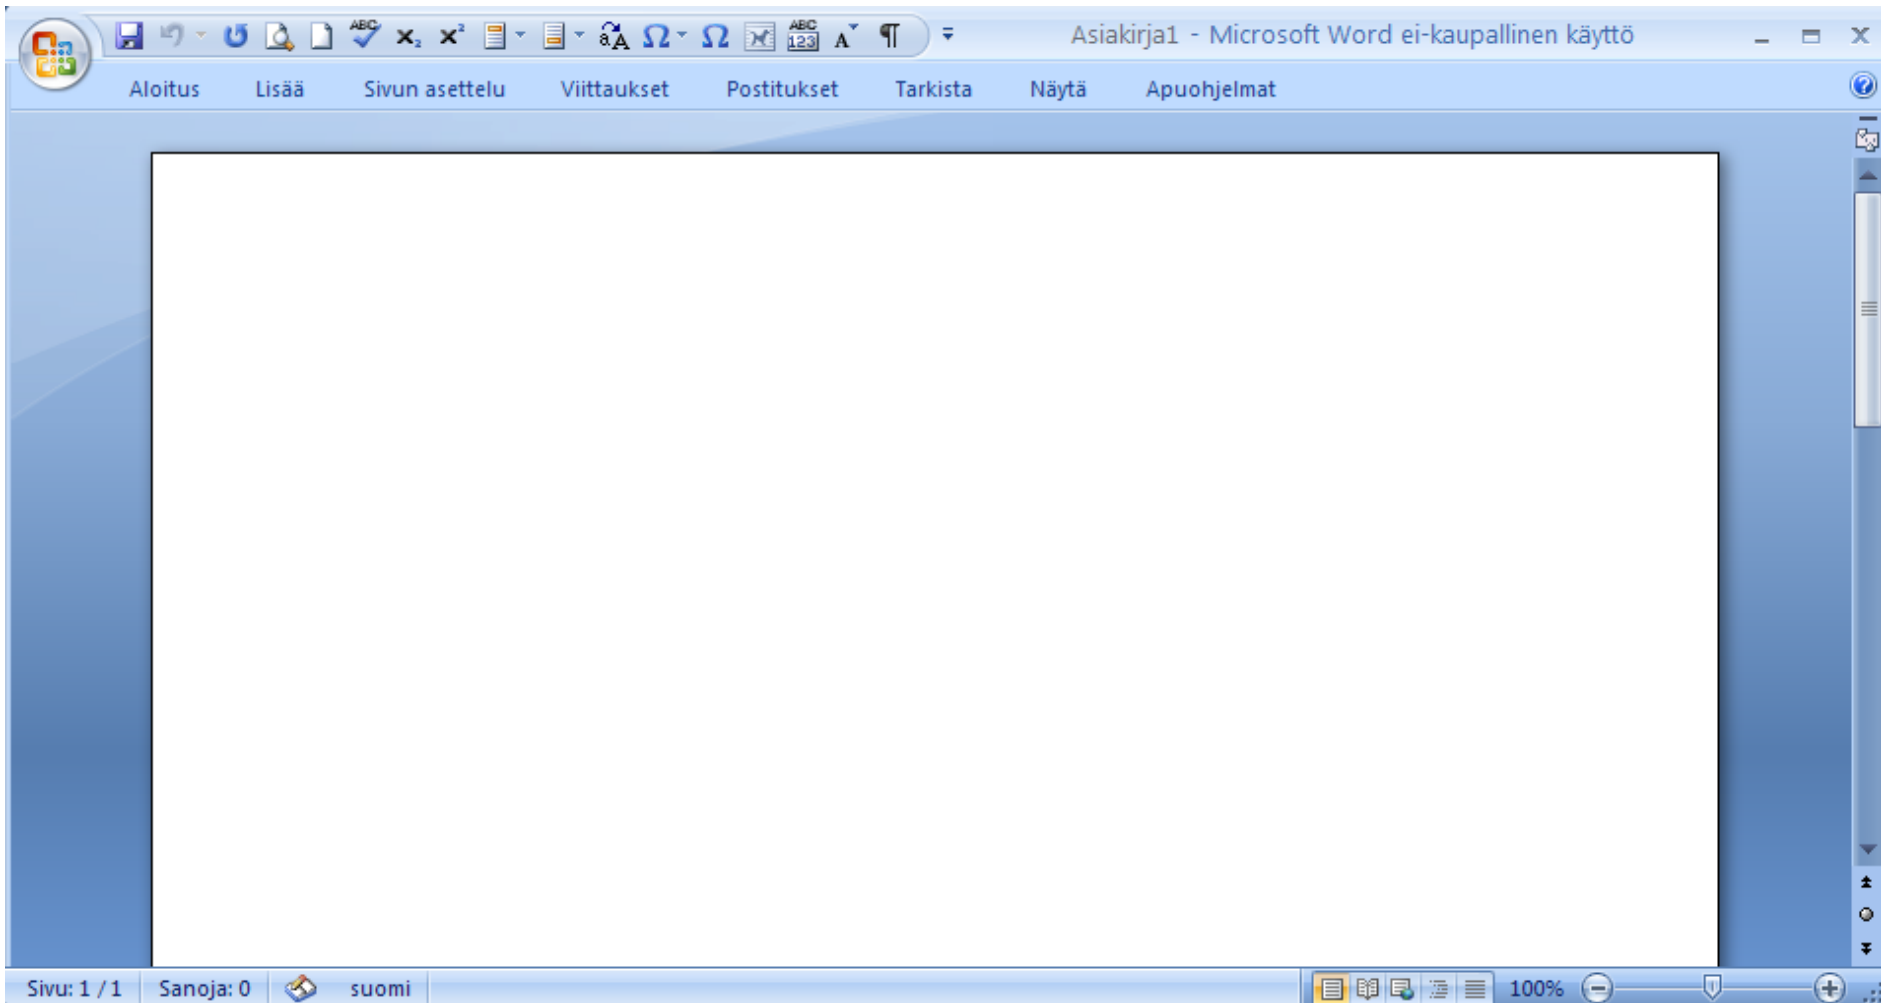 Asiakirja1 - Microsoft Word ei-kaupallinen käyttö
Aloitus Lisää Sivun asettelu Viittaukset Postitukset Tarkista Näytä Apuohjelmat
Sivu: 1 / 1 Sanoja: 0 suomi 100%